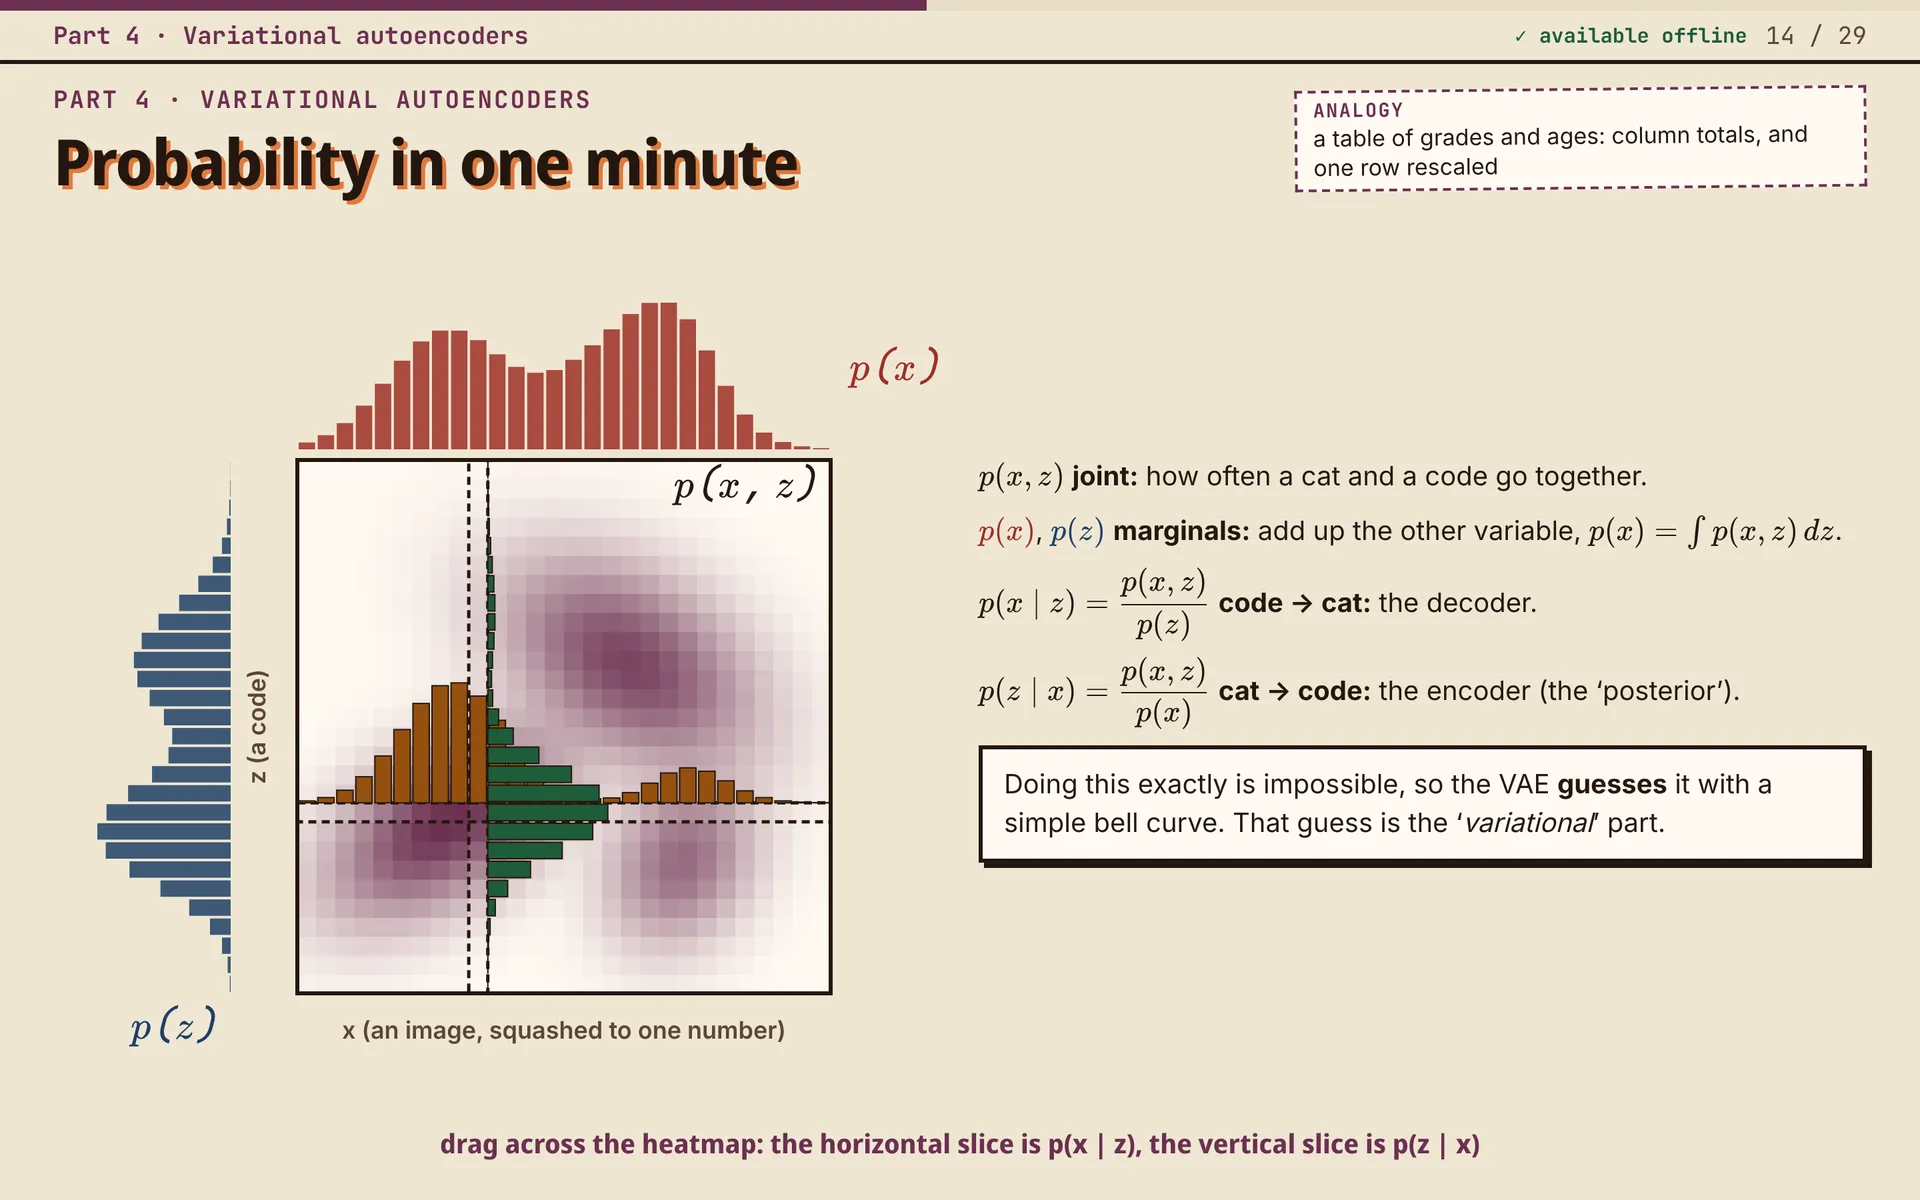 Part 4 · Variational autoencoders
✓ available offline 14 / 29
PART 4 · VARIATIONAL AUTOENCODERS
Probability in one minute
ANALOGY
a table of grades and ages: column totals, and
one row rescaled
p(x)
p(x, z)
z (a code)
p(z)
x (an image, squashed to one number)
p(x, z) joint: how often a cat and a code go together.
p(x), p(z) marginals: add up the other variable, p(x) = ∫ p(x, z) dz.
p(x | z) = p(x, z) / p(z) code → cat: the decoder.
p(z | x) = p(x, z) / p(x) cat → code: the encoder (the ‘posterior’).
Doing this exactly is impossible, so the VAE guesses it with a
simple bell curve. That guess is the ‘variational’ part.
drag across the heatmap: the horizontal slice is p(x | z), the vertical slice is p(z | x)